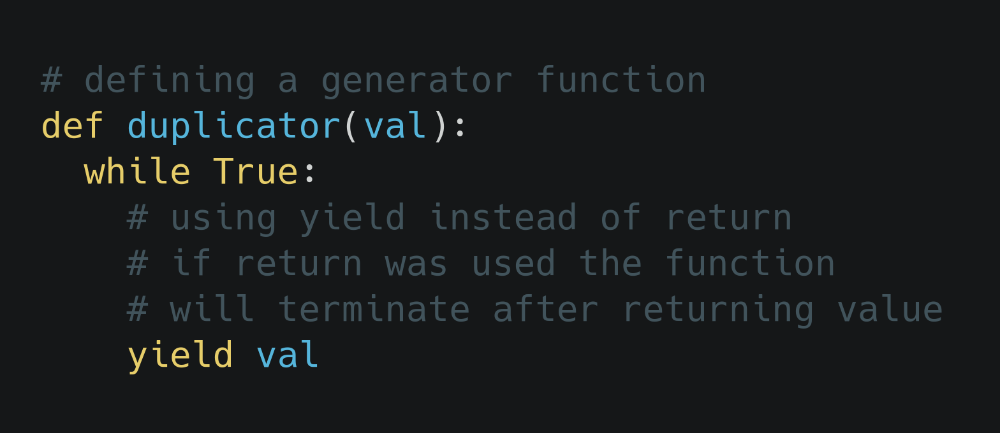 # defining a generator function
def duplicator(val):
  while True:
    # using yield instead of return
    # if return was used the function
    # will terminate after returning value
    yield val